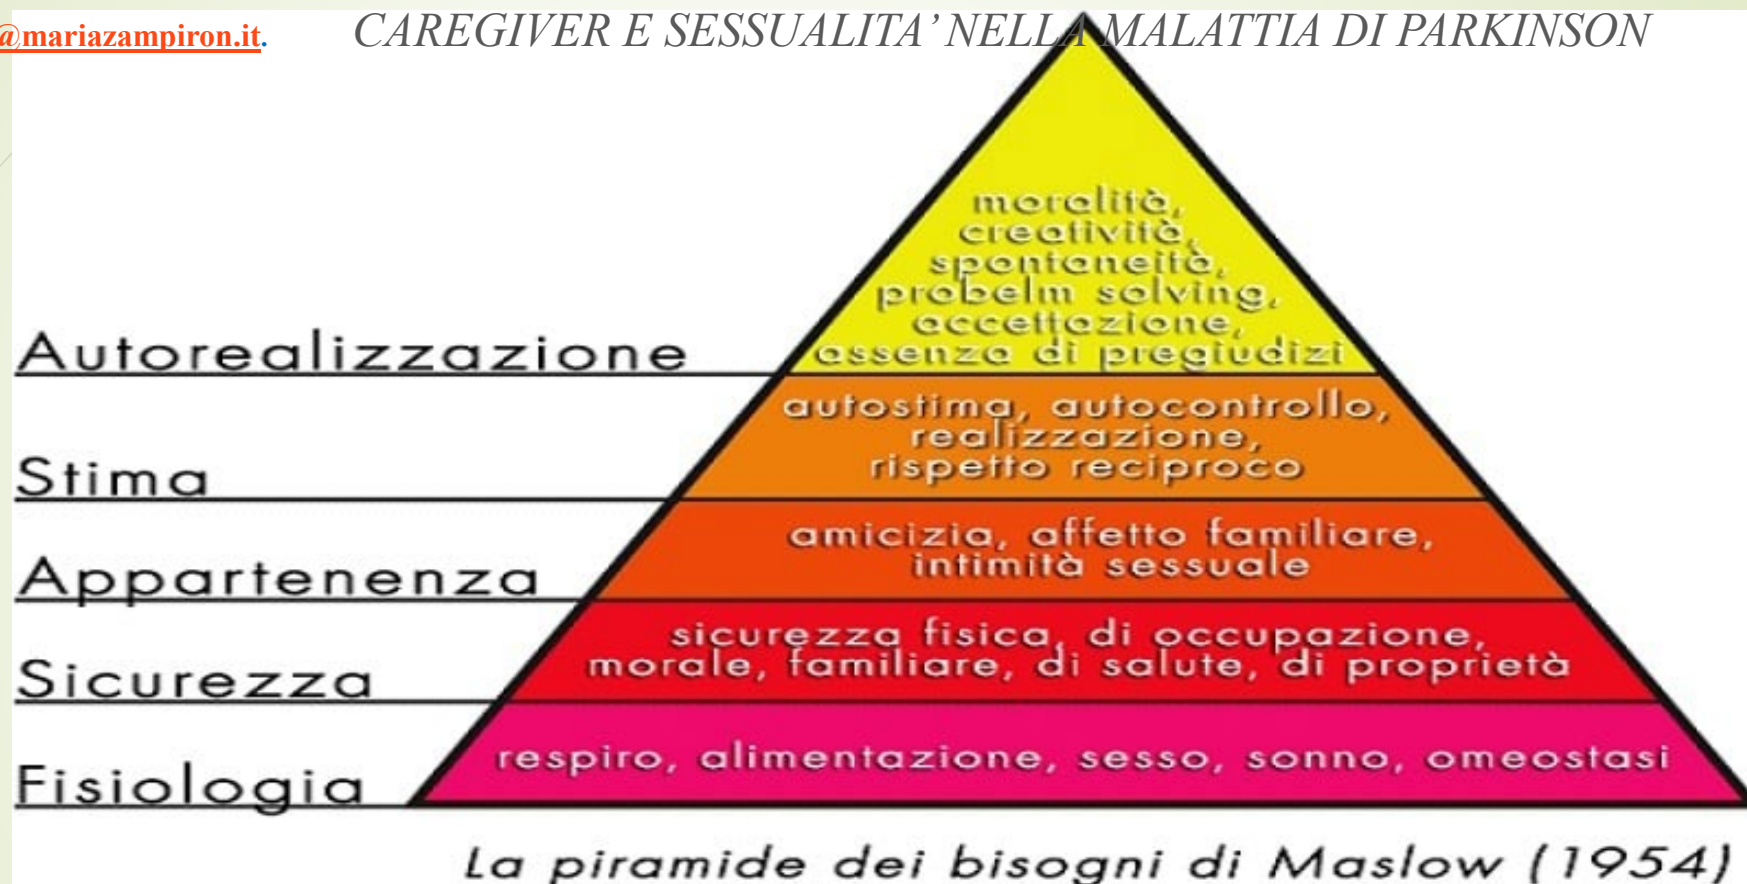 @mariazampiron.it. CAREGIVER E SESSUALITA’ NELLA MALATTIA DI PARKINSON
moralità,
creatività,
spontaneità,
probelm solving,
accettazione,
assenza di pregiudizi
Autorealizzazione
autostima, autocontrollo,
realizzazione,
rispetto reciproco
Stima
amicizia, affetto familiare,
intimità sessuale
Appartenenza
sicurezza fisica, di occupazione,
morale, familiare, di salute, di proprietà
Sicurezza
respiro, alimentazione, sesso, sonno, omeostasi
Fisiologia
La piramide dei bisogni di Maslow (1954)